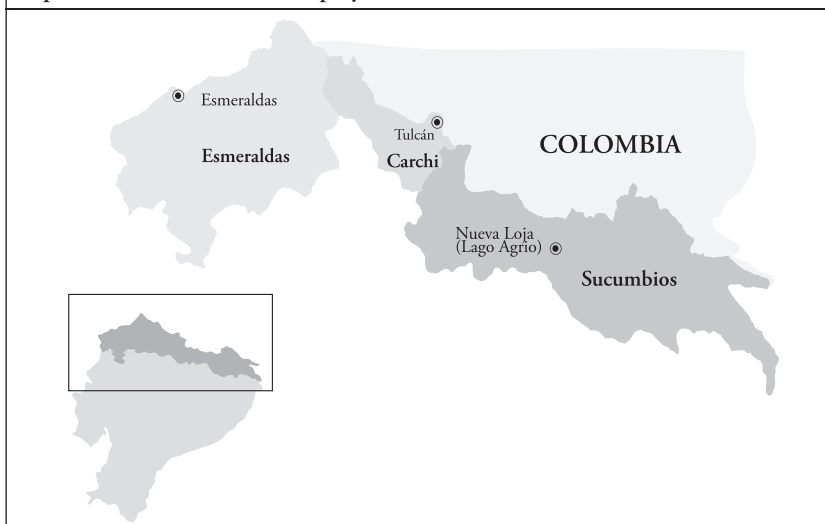 Esmeraldas
Esmeraldas
Tulcán
Carchi
COLOMBIA
Nueva Loja
(Lago Agrio)
Sucumbios